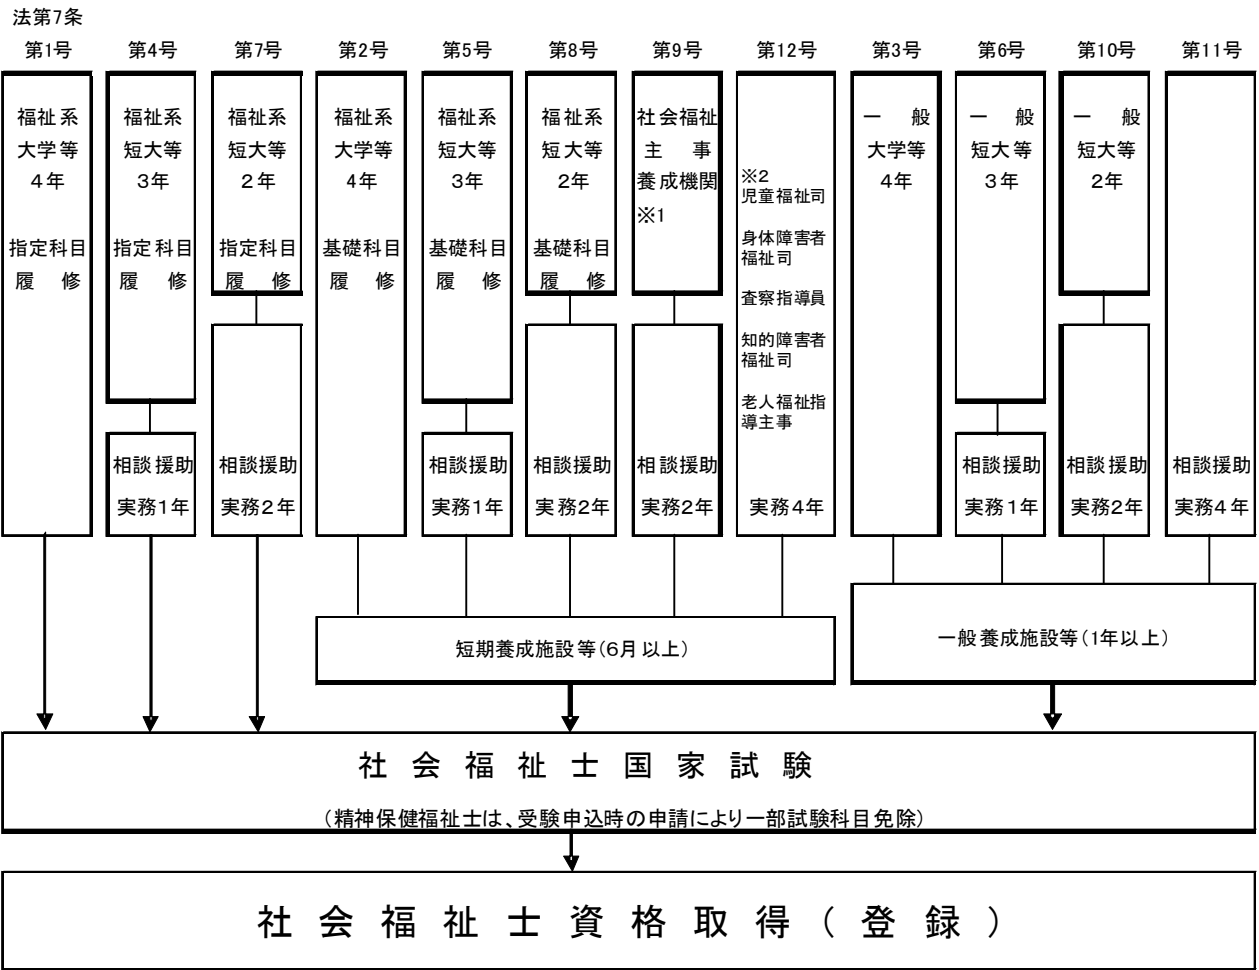 法第7条
第1号
第4号
第7号
第2号
第5号
第8号
第9号
第12号
第3号
第6号
第10号
第11号
福祉系
大学等
4年
指定科目
履 修
福祉系
短大等
3年
指定科目
履 修
相談援助
実務1年
福祉系
短大等
2年
指定科目
履 修
相談援助
実務2年
福祉系
大学等
4年
基礎科目
履 修
福祉系
短大等
3年
基礎科目
履 修
相談援助
実務1年
福祉系
短大等
2年
基礎科目
履 修
相談援助
実務2年
社会福祉
主 事
養成機関
※1
相談援助
実務2年
※2
児童福祉司
身体障害者
福祉司
査察指導員
知的障害者
福祉司
老人福祉指
導主事
実務4年
一 般
大学等
4年
一 般
短大等
3年
相談援助
実務1年
一 般
短大等
2年
相談援助
実務2年
相談援助
実務4年
短期養成施設等(6月以上)
一般養成施設等(1年以上)
社会福祉士国家試験
(精神保健福祉士は、受験申込時の申請により一部試験科目免除)
社会福祉士資格取得(登録)